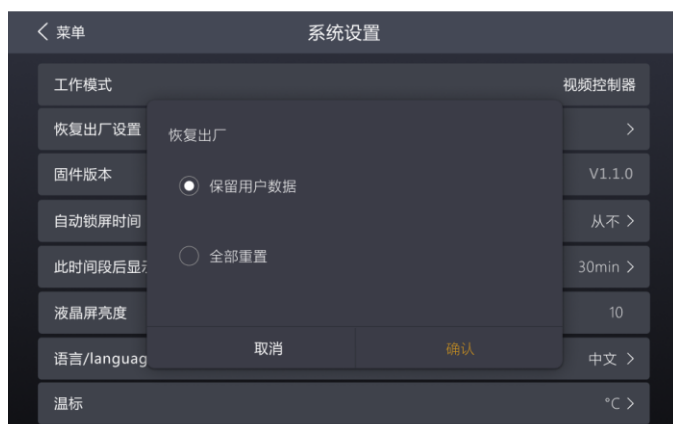 菜单
系统设置
工作模式
视频控制器
恢复出厂设置
固件版本
V1.1.0
自动锁屏时间
从不
此时间段后显示
30min
液晶屏亮度
10
语言/languag
中文
温标
°C
恢复出厂
保留用户数据
全部重置
取消
确认